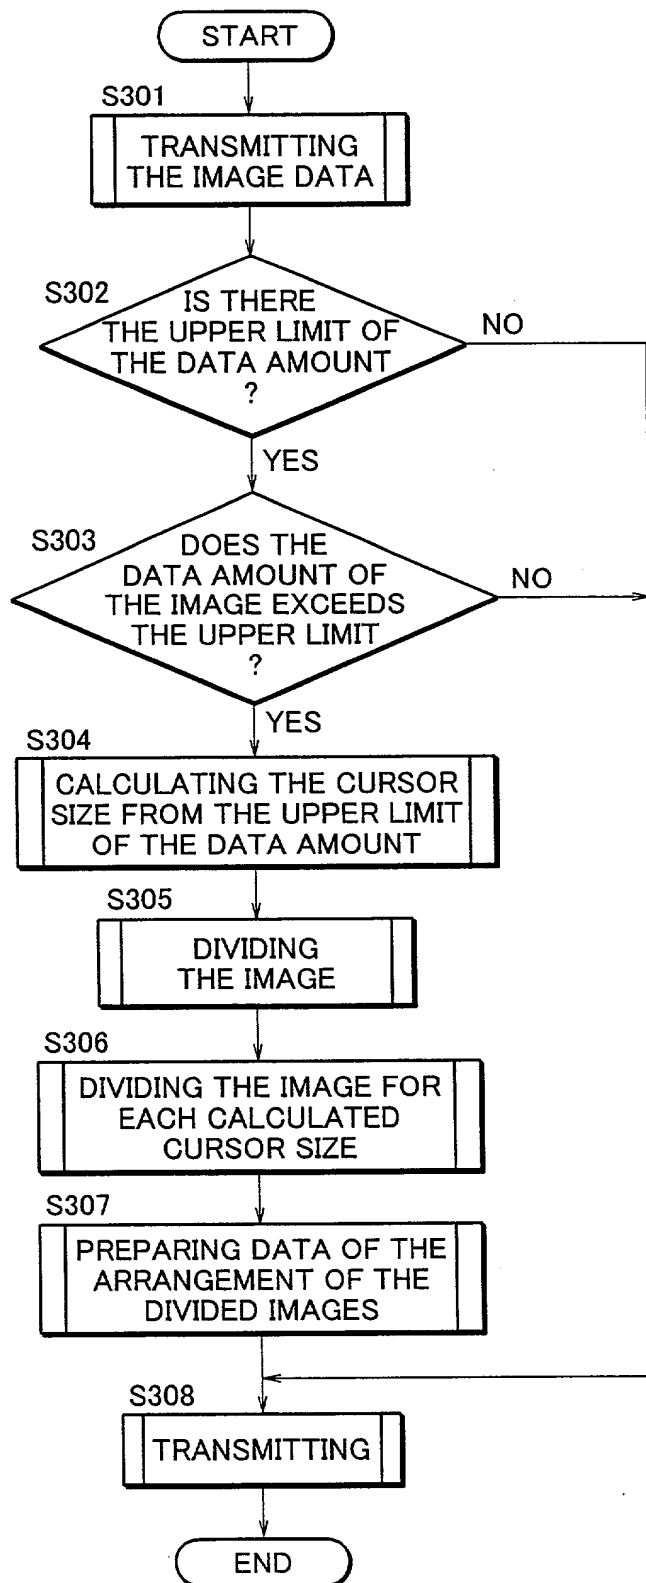 START
S301
TRANSMITTING
THE IMAGE DATA
S302
IS THERE
THE UPPER LIMIT OF
THE DATA AMOUNT
?
NO
YES
S303
DOES THE
DATA AMOUNT OF
THE IMAGE EXCEEDS
THE UPPER LIMIT
?
NO
YES
S304
CALCULATING THE CURSOR
SIZE FROM THE UPPER LIMIT
OF THE DATA AMOUNT
S305
DIVIDING
THE IMAGE
S306
DIVIDING THE IMAGE FOR
EACH CALCULATED
CURSOR SIZE
S307
PREPARING DATA OF THE
ARRANGEMENT OF THE
DIVIDED IMAGES
S308
TRANSMITTING
END